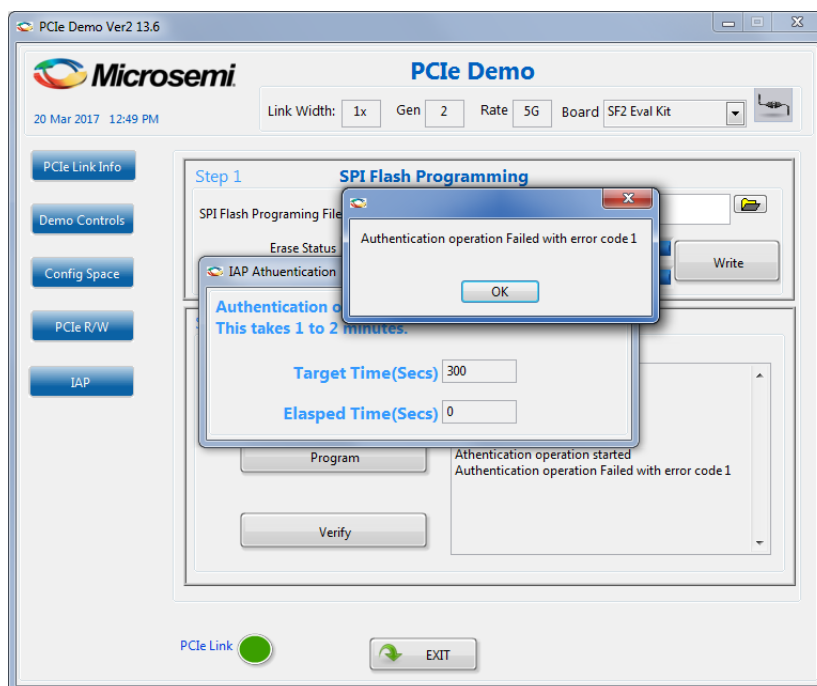 PCIe Demo Ver2 13.6
Microsemi.
PCIe Demo
20 Mar 2017 12:49 PM
Link Width: 1x Gen 2 Rate 5G Board SF2 Eval Kit
PCIe Link Info
Demo Controls
Config Space
PCIe R/W
IAP
Step 1 SPI Flash Programming
SPI Flash Programing File
Erase Status
Write
Authentication operation Failed with error code1
OK
IAP Athuentication
Authentication o
This takes 1 to 2 minutes.
Target Time(Secs) 300
Elasped Time(Secs) 0
Program
Athentication operation started
Authentication operation Failed with error code1
Verify
PCIe Link
EXIT